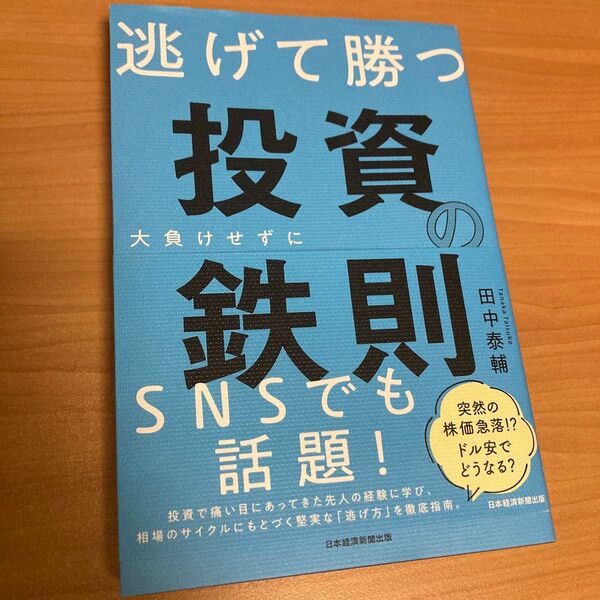 逃げて勝つ
投資の
大負けせずに
鉄則
田中泰輔
Tanaka Taisuke
SNSでも
話題!
突然の
株価急落!?
ドル安で
どうなる?
投資で痛い目にあってきた先人の経験に学び、
相場のサイクルにもとづく堅実な「逃げ方」を徹底指南。
日本経済新聞出版
日本経済新聞出版